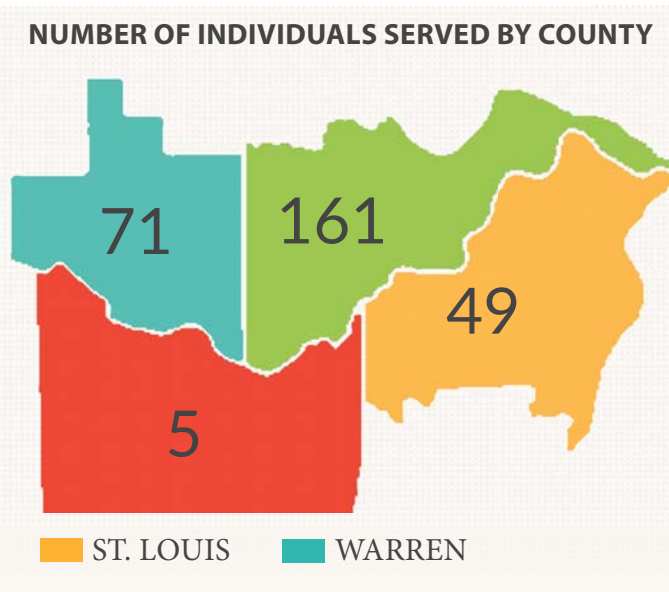 NUMBER OF INDIVIDUALS SERVED BY COUNTY
71
161
49
5
ST. LOUIS WARREN